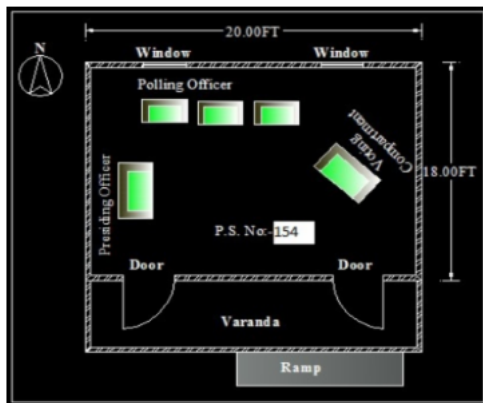 20.00FT
N
Window
Window
Polling Officer
Voting
Compartment
18.00FT
Presiding Officer
P.S. No:-154
Door
Door
Varanda
Ramp